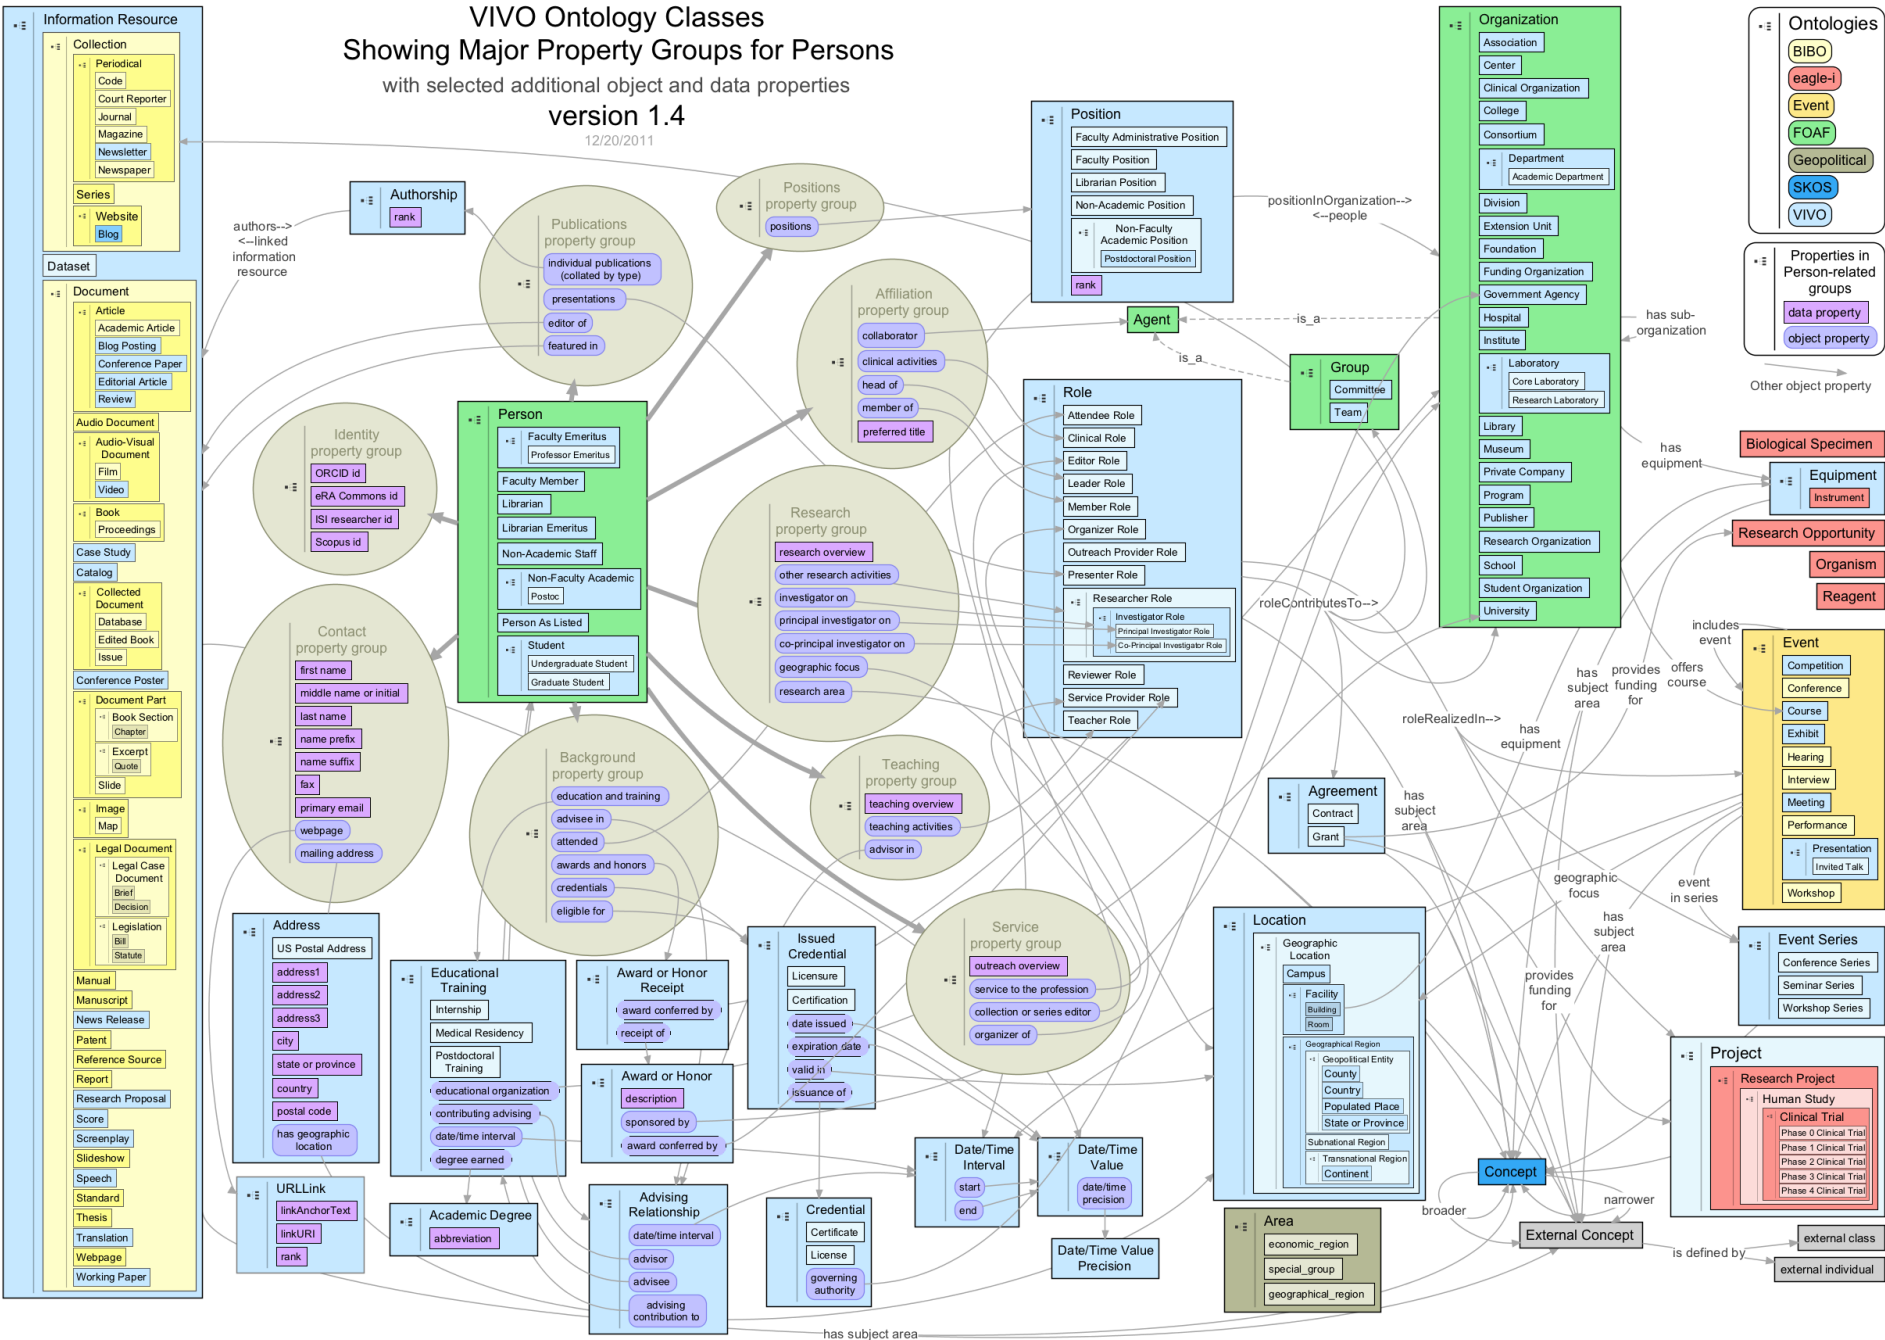 VIVO Ontology Classes
Showing Major Property Groups for Persons
with selected additional object and data properties
version 1.4
12/20/2011
Information Resource
Collection
Periodical
Code
Court Reporter
Journal
Magazine
Newsletter
Newspaper
Series
Website
Blog
Dataset
Document
Article
Academic Article
Blog Posting
Conference Paper
Editorial Article
Review
Audio Document
Audio-Visual
Document
Film
Video
Book
Proceedings
Case Study
Catalog
Collected
Document
Database
Edited Book
Issue
Conference Poster
Document Part
Book Section
Chapter
Excerpt
Quote
Slide
Image
Map
Legal Document
Legal Case
Document
Brief
Decision
Legislation
Bill
Statute
Manual
Manuscript
News Release
Patent
Reference Source
Report
Research Proposal
Score
Screenplay
Slideshow
Speech
Standard
Thesis
Translation
Webpage
Working Paper
authors-->
<--linked
information
resource
Authorship
rank
Publications
property group
individual publications
(collated by type)
presentations
editor of
featured in
Positions
property group
positions
Affiliation
property group
collaborator
clinical activities
head of
member of
preferred title
Identity
property group
ORCID id
eRA Commons id
ISI researcher id
Scopus id
Person
Faculty Emeritus
Professor Emeritus
Faculty Member
Librarian
Librarian Emeritus
Non-Academic Staff
Non-Faculty Academic
Postoc
Person As Listed
Student
Undergraduate Student
Graduate Student
Research
property group
research overview
other research activities
investigator on
principal investigator on
co-principal investigator on
geographic focus
research area
Contact
property group
first name
middle name or initial
last name
name prefix
name suffix
fax
primary email
webpage
mailing address
Background
property group
education and training
advisee in
attended
awards and honors
credentials
eligible for
Teaching
property group
teaching overview
teaching activities
advisor in
Service
property group
outreach overview
service to the profession
collection or series editor
organizer of
Address
US Postal Address
address1
address2
address3
city
state or province
country
postal code
has geographic
location
URLLink
linkAnchorText
linkURI
rank
Educational
Training
Internship
Medical Residency
Postdoctoral
Training
educational organization
contributing advising
date/time interval
degree earned
Academic Degree
abbreviation
Award or Honor
Receipt
award conferred by
receipt of
Award or Honor
description
sponsored by
award conferred by
Advising
Relationship
date/time interval
advisor
advisee
advising
contribution to
Issued
Credential
Licensure
Certification
date issued
expiration date
valid in
issuance of
Credential
Certificate
License
governing
authority
Date/Time
Interval
start
end
Date/Time
Value
date/time
precision
Date/Time Value
Precision
Position
Faculty Administrative Position
Faculty Position
Librarian Position
Non-Academic Position
Non-Faculty
Academic Position
Postdoctoral Position
rank
positionInOrganization-->
<--people
Agent
is_a
is_a
Group
Committee
Team
Role
Attendee Role
Clinical Role
Editor Role
Leader Role
Member Role
Organizer Role
Outreach Provider Role
Presenter Role
Researcher Role
Investigator Role
Principal Investigator Role
Co-Principal Investigator Role
Reviewer Role
Service Provider Role
Teacher Role
roleContributesTo-->
roleRealizedIn-->
Organization
Association
Center
Clinical Organization
College
Consortium
Department
Academic Department
Division
Extension Unit
Foundation
Funding Organization
Government Agency
Hospital
Institute
Laboratory
Core Laboratory
Research Laboratory
Library
Museum
Private Company
Program
Publisher
Research Organization
School
Student Organization
University
has sub-
organization
has
equipment
Ontologies
BIBO
eagle-i
Event
FOAF
Geopolitical
SKOS
VIVO
Properties in
Person-related
groups
data property
object property
Other object property
Biological Specimen
Equipment
Instrument
Research Opportunity
Organism
Reagent
includes
event
offers
course
provides
funding
for
has
subject
area
has
equipment
Event
Competition
Conference
Course
Exhibit
Hearing
Interview
Meeting
Performance
Presentation
Invited Talk
Workshop
Agreement
Contract
Grant
has
subject
area
geographic
focus
event
in series
has
subject
area
provides
funding
for
Event Series
Conference Series
Seminar Series
Workshop Series
Location
Geographic
Location
Campus
Facility
Building
Room
Geographical Region
Geopolitical Entity
County
Country
Populated Place
State or Province
Subnational Region
Transnational Region
Continent
Area
economic_region
special_group
geographical_region
Project
Research Project
Human Study
Clinical Trial
Phase 0 Clinical Trial
Phase 1 Clinical Trial
Phase 2 Clinical Trial
Phase 3 Clinical Trial
Phase 4 Clinical Trial
Concept
broader
narrower
External Concept
is defined by
external class
external individual
has subject area